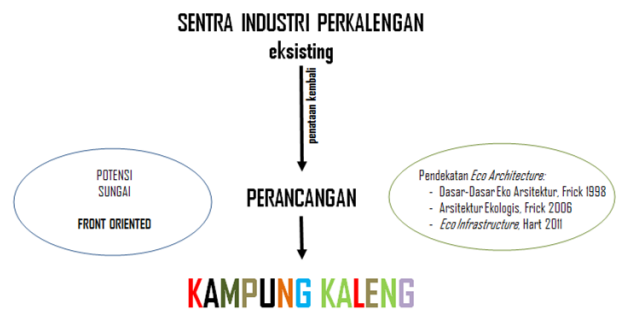 SENTRA INDUSTRI PERKALENGAN
eksisting
penataan kembali
POTENSI
SUNGAI
FRONT ORIENTED
PERANCANGAN
Pendekatan Eco Architecture:
- Dasar-Dasar Eko Arsitektur, Frick 1998
- Arsitektur Ekologis, Frick 2006
- Eco Infrastructure, Hart 2011
KAMPUNG KALENG